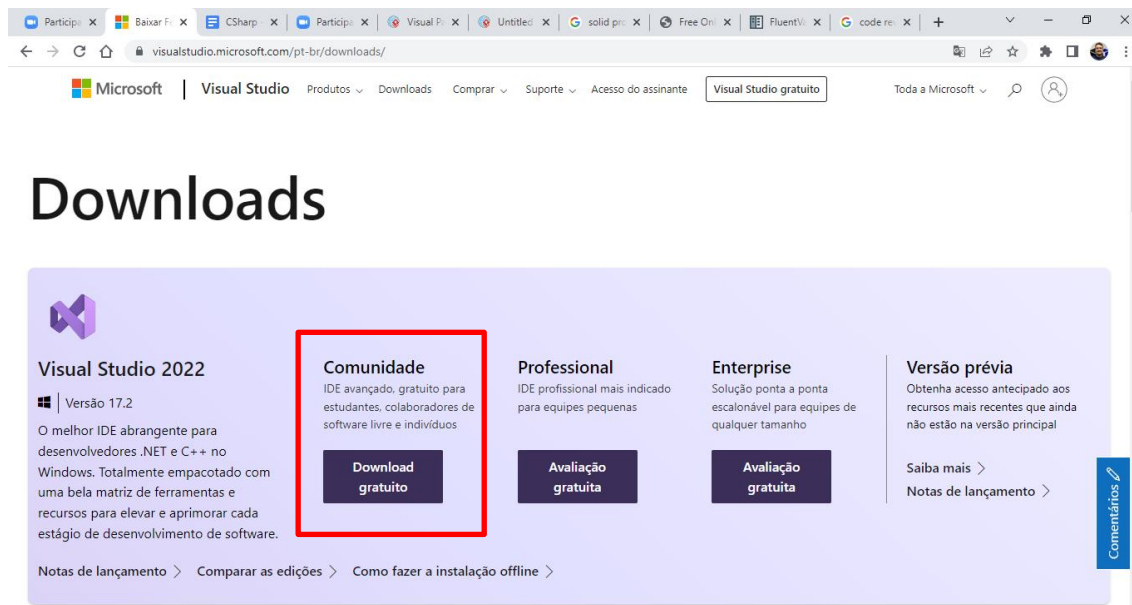 Participa
Baixar Fe
CSharp -
Participa
Visual Pa
Untitled
solid pro
Free Onl
FluentVa
code re
visualstudio.microsoft.com/pt-br/downloads/
Microsoft
Visual Studio
Produtos
Downloads
Comprar
Suporte
Acesso do assinante
Visual Studio gratuito
Toda a Microsoft
Downloads
Visual Studio 2022
Versão 17.2
O melhor IDE abrangente para
desenvolvedores .NET e C++ no
Windows. Totalmente empacotado com
uma bela matriz de ferramentas e
recursos para elevar e aprimorar cada
estágio de desenvolvimento de software.
Comunidade
IDE avançado, gratuito para
estudantes, colaboradores de
software livre e indivíduos
Download
gratuito
Professional
IDE profissional mais indicado
para equipes pequenas
Avaliação
gratuita
Enterprise
Solução ponta a ponta
escalonável para equipes de
qualquer tamanho
Avaliação
gratuita
Versão prévia
Obtenha acesso antecipado aos
recursos mais recentes que ainda
não estão na versão principal
Saiba mais
Notas de lançamento
Notas de lançamento
Comparar as edições
Como fazer a instalação offline
Comentários